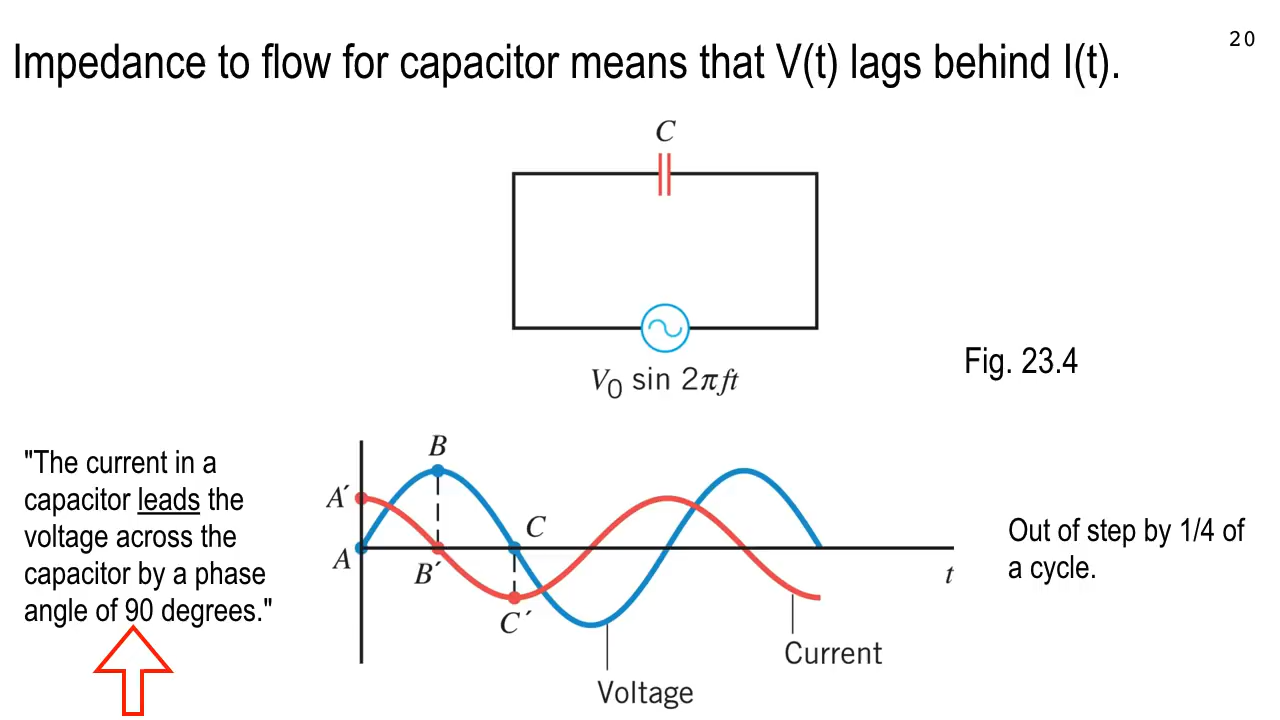 20
Impedance to flow for capacitor means that V(t) lags behind I(t).
C
V0 sin 2πft
Fig. 23.4
"The current in a
capacitor leads the
voltage across the
capacitor by a phase
angle of 90 degrees."
B
A´
C
A
B´
t
C´
Current
Voltage
Out of step by 1/4 of
a cycle.